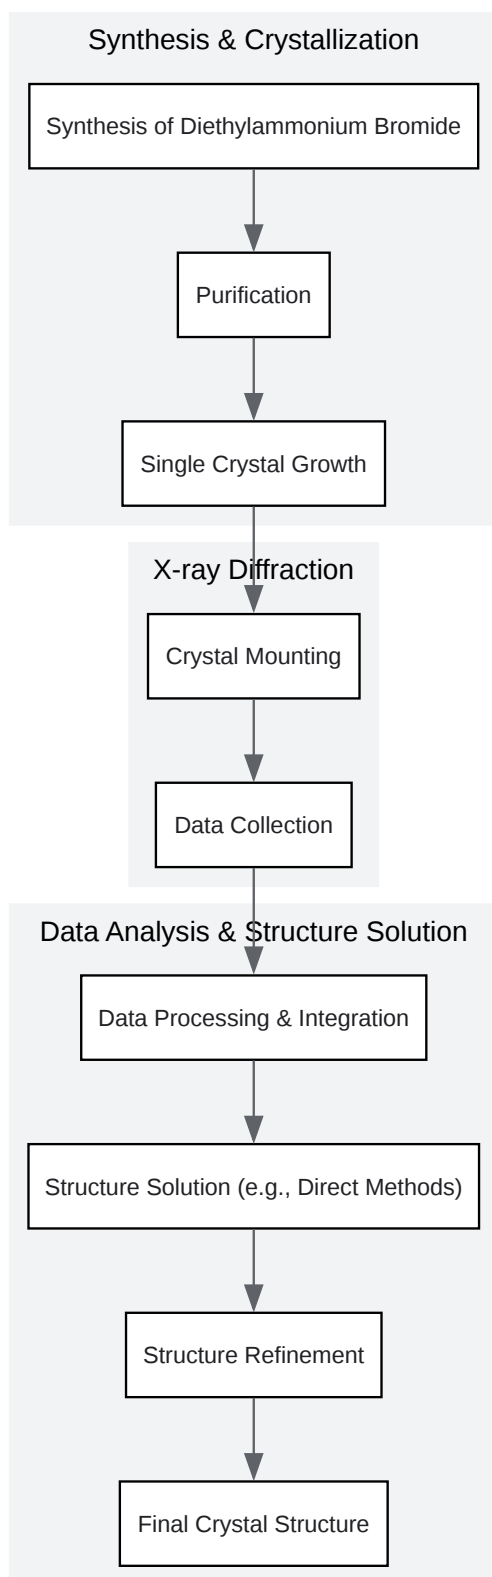 Synthesis & Crystallization
Synthesis of Diethylammonium Bromide
Purification
Single Crystal Growth
X-ray Diffraction
Crystal Mounting
Data Collection
Data Analysis & Structure Solution
Data Processing & Integration
Structure Solution (e.g., Direct Methods)
Structure Refinement
Final Crystal Structure